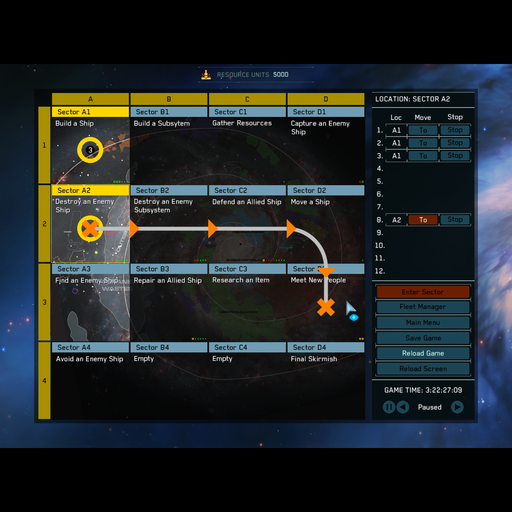 RESOURCE UNITS 5000
A B C D
LOCATION: SECTOR A2
Sector A1 Sector B1 Sector C1 Sector D1
Loc Move Stop
Build a Ship Build a Subsytem Gather Resources Capture an Enemy
Ship
1. A1 To Stop
2. A1 To Stop
3. A1 To Stop
1
3
4.
5.
6.
7.
Sector A2 Sector B2 Sector C2 Sector D2
Destroy an Enemy Destroy an Enemy Defend an Allied Ship Move a Ship
Ship Subsystem
8. A2 To Stop
2
9.
10.
11.
12.
Sector A3 Sector B3 Sector C3
Find an Enemy Repair an Allied Ship Research an Item Meet New People
Ship
3
Enter Sector
Fleet Manager
Main Menu
Save Game
Reload Game
Reload Screen
Sector A4 Sector B4 Sector C4 Sector D4
Avoid an Enemy Ship Empty Empty Final Skirmish
4
GAME TIME: 3:22:27:09
Paused